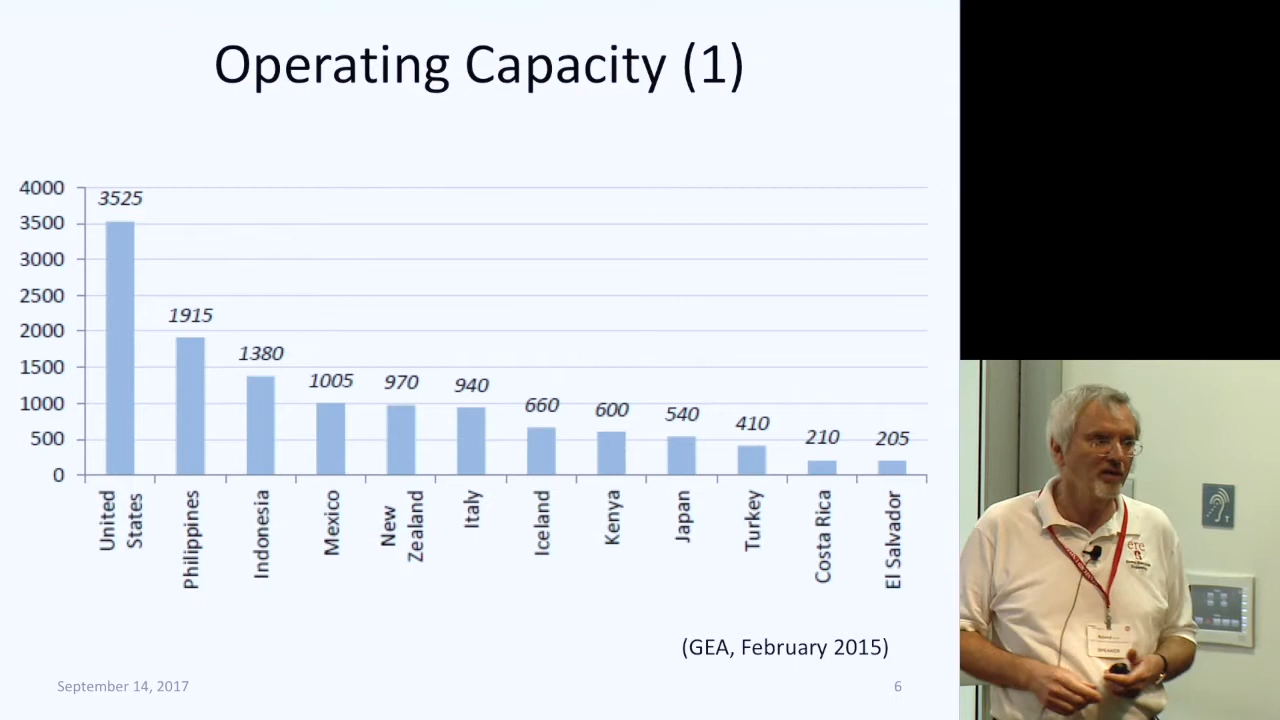 Operating Capacity (1)
4000
3500
3000
2500
2000
1500
1000
500
0
3525
1915
1380
1005
970
940
660
600
540
410
210
205
United States
Philippines
Indonesia
Mexico
New Zealand
Italy
Iceland
Kenya
Japan
Turkey
Costa Rica
El Salvador
(GEA, February 2015)
September 14, 2017
6
ere
SPEAKER